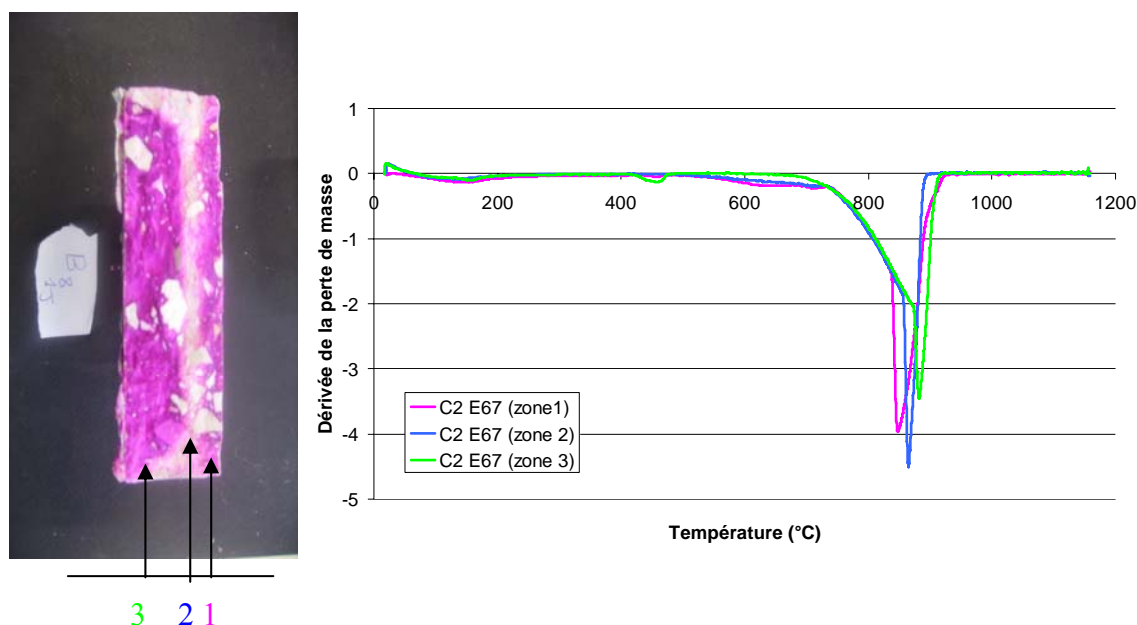 1
0
-1
-2
-3
-4
-5
0
200
400
600
800
1000
1200
Dérivée de la perte de masse
Température (°C)
C2 E67 (zone1)
C2 E67 (zone 2)
C2 E67 (zone 3)
3 2 1